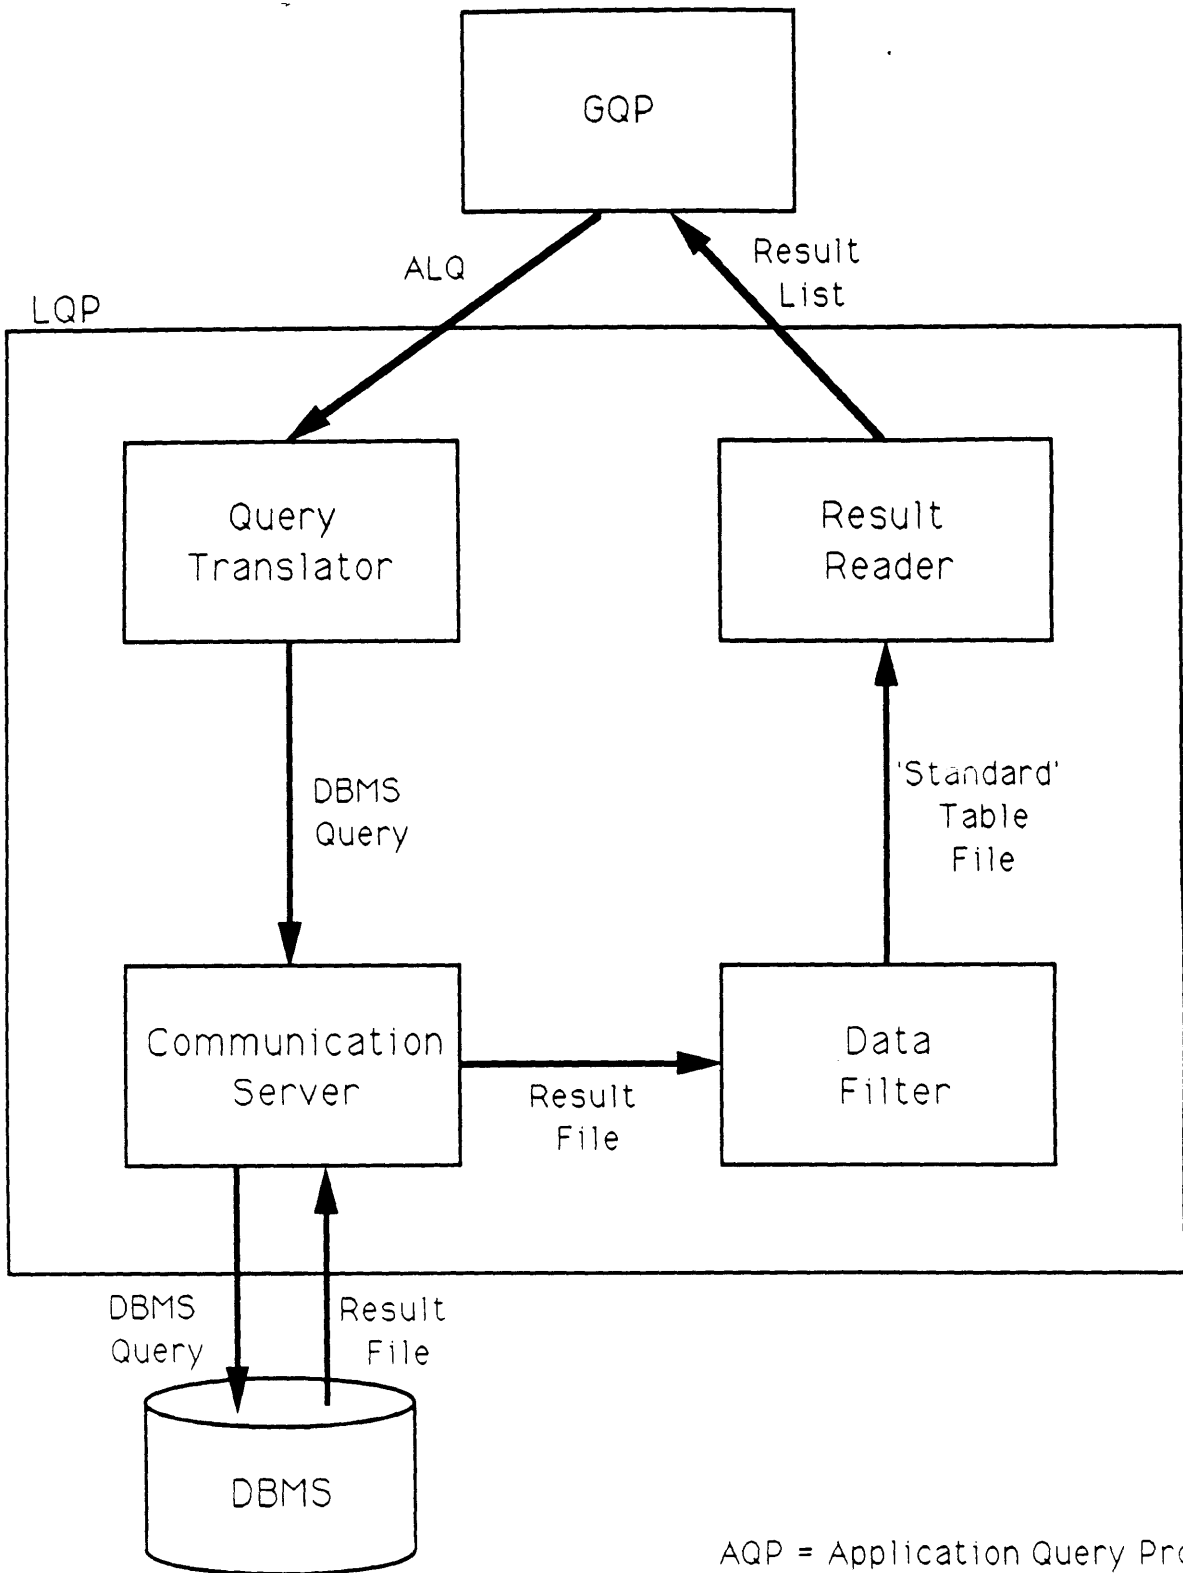 GQP
ALQ
Result
List
LQP
Query
Translator
Result
Reader
DBMS
Query
'Standard'
Table
File
Communication
Server
Result
File
Data
Filter
DBMS
Query
Result
File
DBMS
AQP = Application Query Pro